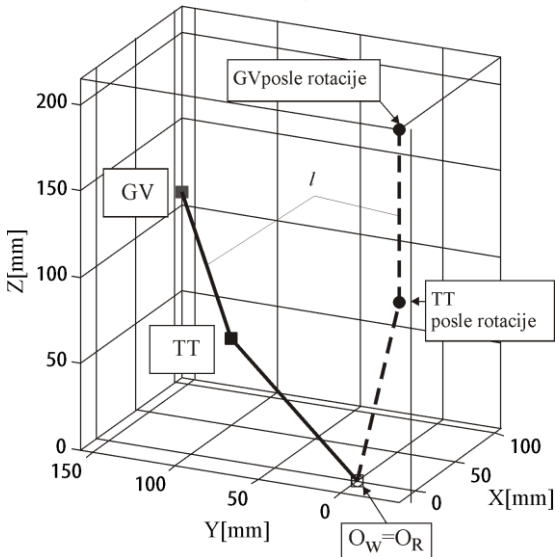 GVposle rotacije
200
l
GV
150
Z[mm]
100
TT
posle rotacije
TT
50
0
150
100
100
50
50
0
0
Y[mm]
X[mm]
O_W=O_R